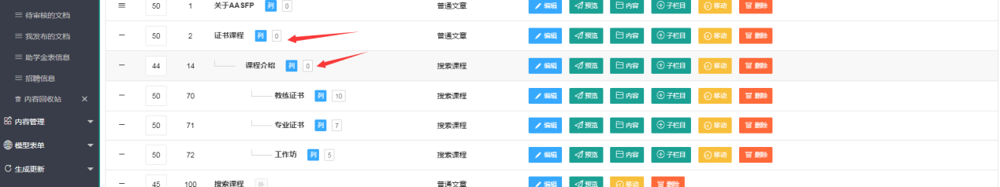 待审核的文档
我发布的文档
助学金表信息
招聘信息
内容回收站
内容管理
模型表单
生成更新
50 1 关于AASFP 列 0 普通文章 编辑 预览 内容 子栏目 移动 删除
50 2 证书课程 列 0 普通文章 编辑 预览 内容 子栏目 移动 删除
44 14 课程介绍 列 0 搜索课程 编辑 预览 内容 子栏目 移动 删除
50 70 教练证书 列 10 搜索课程 编辑 预览 内容 子栏目 移动 删除
50 71 专业证书 列 7 搜索课程 编辑 预览 内容 子栏目 移动 删除
50 72 工作坊 列 5 搜索课程 编辑 预览 内容 子栏目 移动 删除
45 100 搜索课程 外 普通文章 编辑 预览 移动 删除